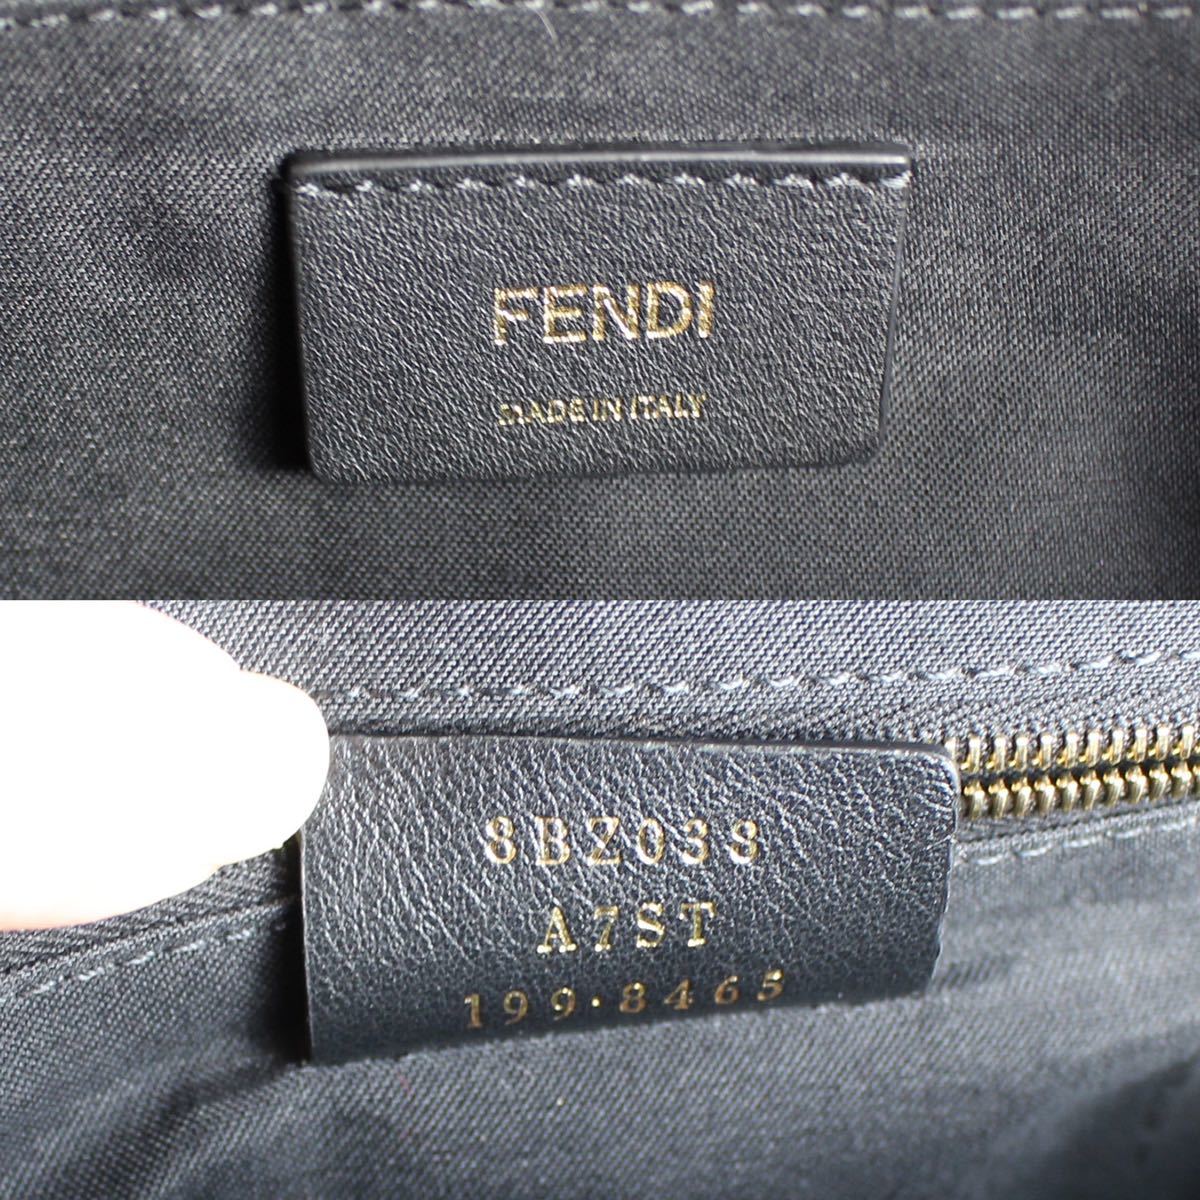 FENDI
MADE IN ITALY
8BZ038
A7ST
199·8465